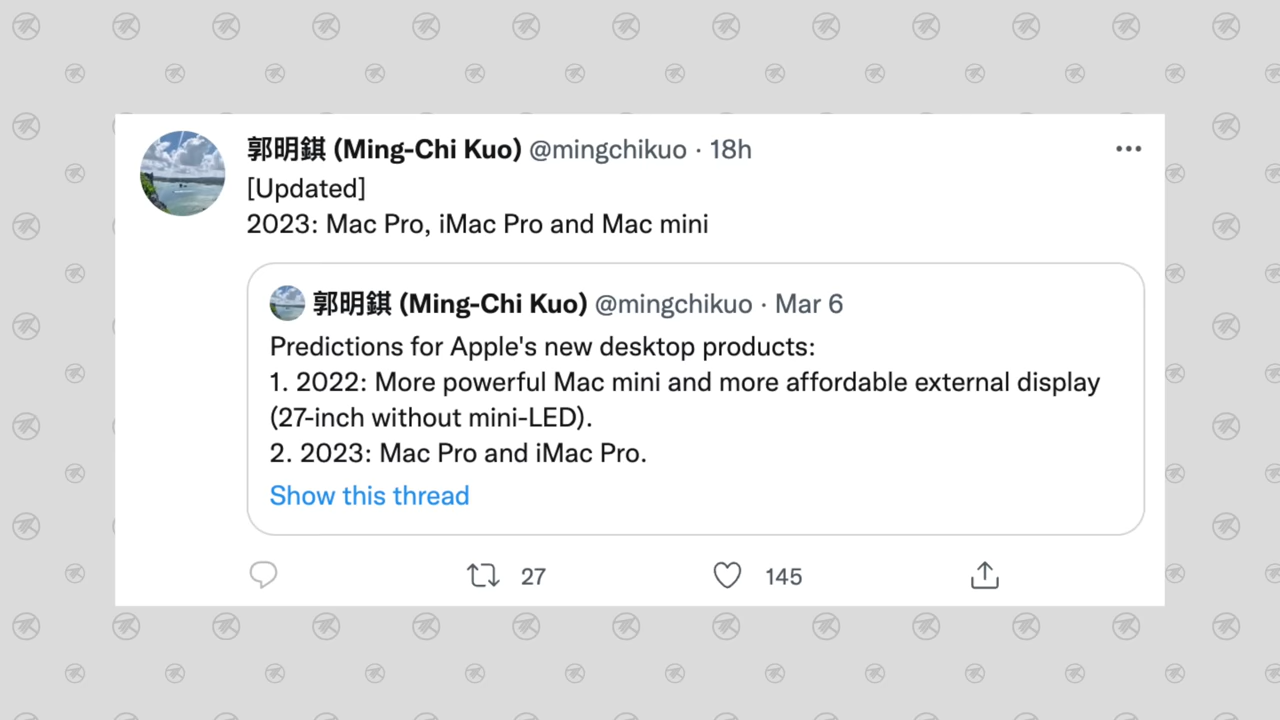 郭明錤 (Ming-Chi Kuo) @mingchikuo · 18h
[Updated]
2023: Mac Pro, iMac Pro and Mac mini
郭明錤 (Ming-Chi Kuo) @mingchikuo · Mar 6
Predictions for Apple's new desktop products:
1. 2022: More powerful Mac mini and more affordable external display
(27-inch without mini-LED).
2. 2023: Mac Pro and iMac Pro.
Show this thread
27 145